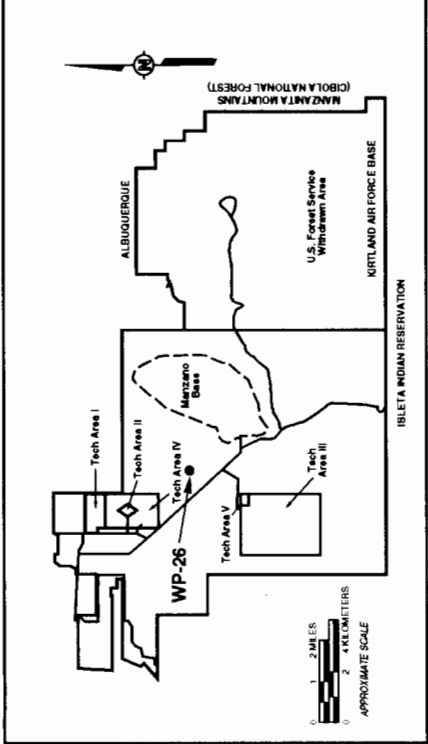 N
MANZANITA MOUNTAINS
(CIBOLA NATIONAL FOREST)
ALBUQUERQUE
U.S. Forest Service
Withdrawn Area
KIRTLAND AIR FORCE BASE
ISLETA INDIAN RESERVATION
Manzano
Base
Tech Area I
Tech Area II
Tech Area IV
WP-26
Tech Area V
Tech
Area III
0 1 2 MILES
0 2 4 KILOMETERS
APPROXIMATE SCALE